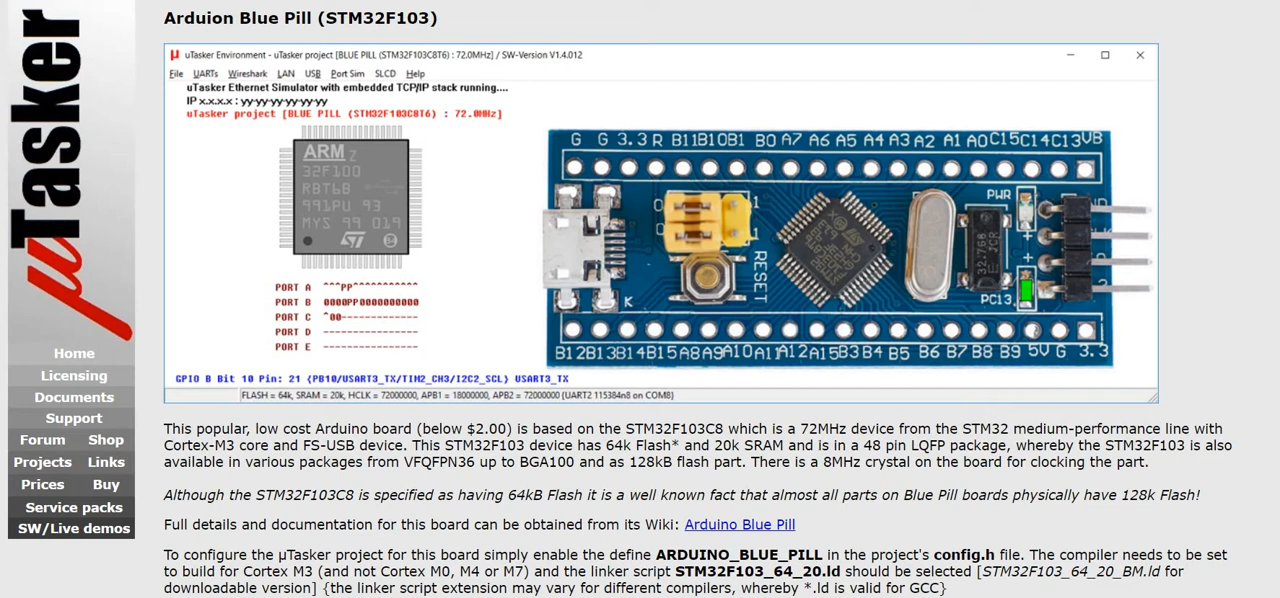 µTasker
Home
Licensing
Documents
Support
Forum Shop
Projects Links
Prices Buy
Service packs
SW/Live demos
Arduion Blue Pill (STM32F103)
uTasker Environment - uTasker project [BLUE PILL (STM32F103C8T6) : 72.0MHz] / SW-Version V1.4.012
File UARTs Wireshark LAN USB Port Sim SLCD Help
uTasker Ethernet Simulator with embedded TCP/IP stack running....
IP x.x.x.x : yy-yy-yy-yy-yy-yy
uTasker project [BLUE PILL (STM32F103C8T6) : 72.0MHz]
ARM Z
32F100
RBT6B
991PU 93
MYS 99 019
ST e4
PORT A ^^^PP^^^^^^^^^^^
PORT B 0000PP0000000000
PORT C ^00-------------
PORT D ----------------
PORT E ----------------
G G 3.3 R B11 B10 B1 B0 A7 A6 A5 A4 A3 A2 A1 A0 C15 C14 C13 VB
PWR
RESET
32.768
JCR
PC13
K
B12 B13 B14 B15 A8 A9 A10 A11 A12 A15 B3 B4 B5 B6 B7 B8 B9 5V G 3.3
GPIO B Bit 10 Pin: 21 {PB10/USART3_TX/TIM2_CH3/I2C2_SCL} USART3_TX
FLASH = 64k, SRAM = 20k, HCLK = 72000000, APB1 = 18000000, APB2 = 72000000 {UART2 115384n8 on COM8}
This popular, low cost Arduino board (below $2.00) is based on the STM32F103C8 which is a 72MHz device from the STM32 medium-performance line with
Cortex-M3 core and FS-USB device. This STM32F103 device has 64k Flash* and 20k SRAM and is in a 48 pin LQFP package, whereby the STM32F103 is also
available in various packages from VFQFPN36 up to BGA100 and as 128kB flash part. There is a 8MHz crystal on the board for clocking the part.
Although the STM32F103C8 is specified as having 64kB Flash it is a well known fact that almost all parts on Blue Pill boards physically have 128k Flash!
Full details and documentation for this board can be obtained from its Wiki: Arduino Blue Pill
To configure the µTasker project for this board simply enable the define ARDUINO_BLUE_PILL in the project's config.h file. The compiler needs to be set
to build for Cortex M3 (and not Cortex M0, M4 or M7) and the linker script STM32F103_64_20.ld should be selected [STM32F103_64_20_BM.ld for
downloadable version] {the linker script extension may vary for different compilers, whereby *.ld is valid for GCC}